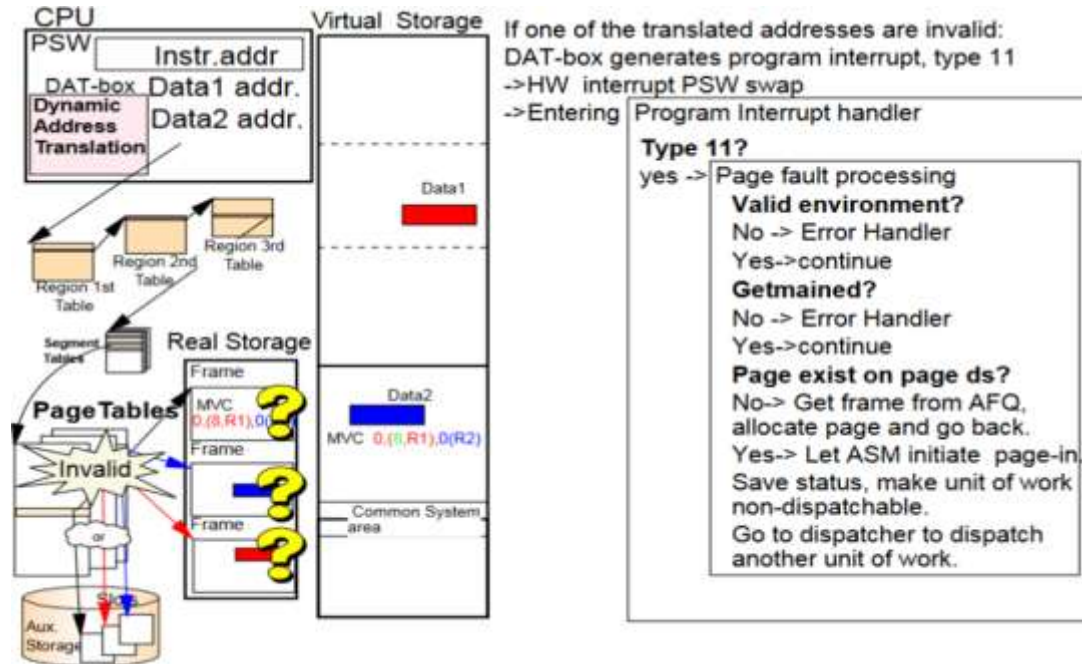 CPU
PSW
Instr.addr
DAT-box
Data1 addr.
Dynamic
Address
Translation
Data2 addr.
Region 1st
Table
Region 2nd
Table
Region 3rd
Table
Segment
Tables
Page Tables
Invalid
or
Slots
Aux.
Storage
Real Storage
Frame
MVC
0,(8,R1),0(
?
Frame
?
Frame
?
Virtual Storage
Data1
Data2
MVC 0,(8,R1),0(R2)
Common System
area
If one of the translated addresses are invalid:
DAT-box generates program interrupt, type 11
->HW interrupt PSW swap
->Entering
Program Interrupt handler
Type 11?
yes ->
Page fault processing
Valid environment?
No -> Error Handler
Yes->continue
Getmained?
No -> Error Handler
Yes->continue
Page exist on page ds?
No-> Get frame from AFQ,
allocate page and go back.
Yes-> Let ASM initiate page-in.
Save status, make unit of work
non-dispatchable.
Go to dispatcher to dispatch
another unit of work.